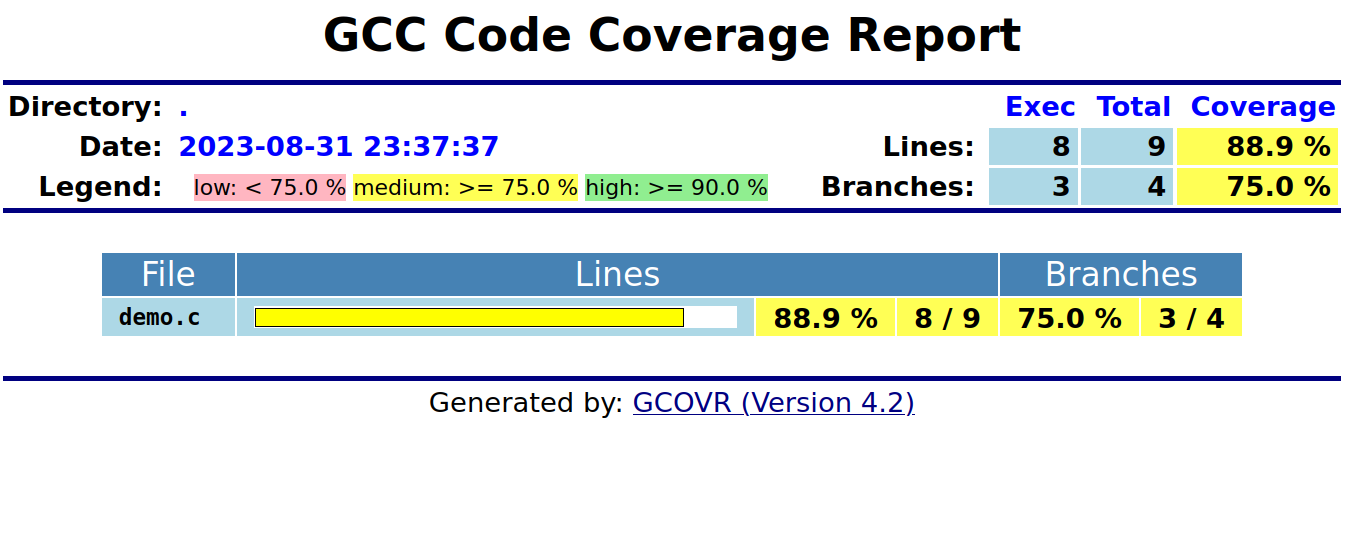 GCC Code Coverage Report
Directory: . Exec Total Coverage
Date: 2023-08-31 23:37:37 Lines: 8 9 88.9 %
Legend: low: < 75.0 % medium: >= 75.0 % high: >= 90.0 % Branches: 3 4 75.0 %
File Lines Branches
demo.c 88.9 % 8 / 9 75.0 % 3 / 4
Generated by: GCOVR (Version 4.2)